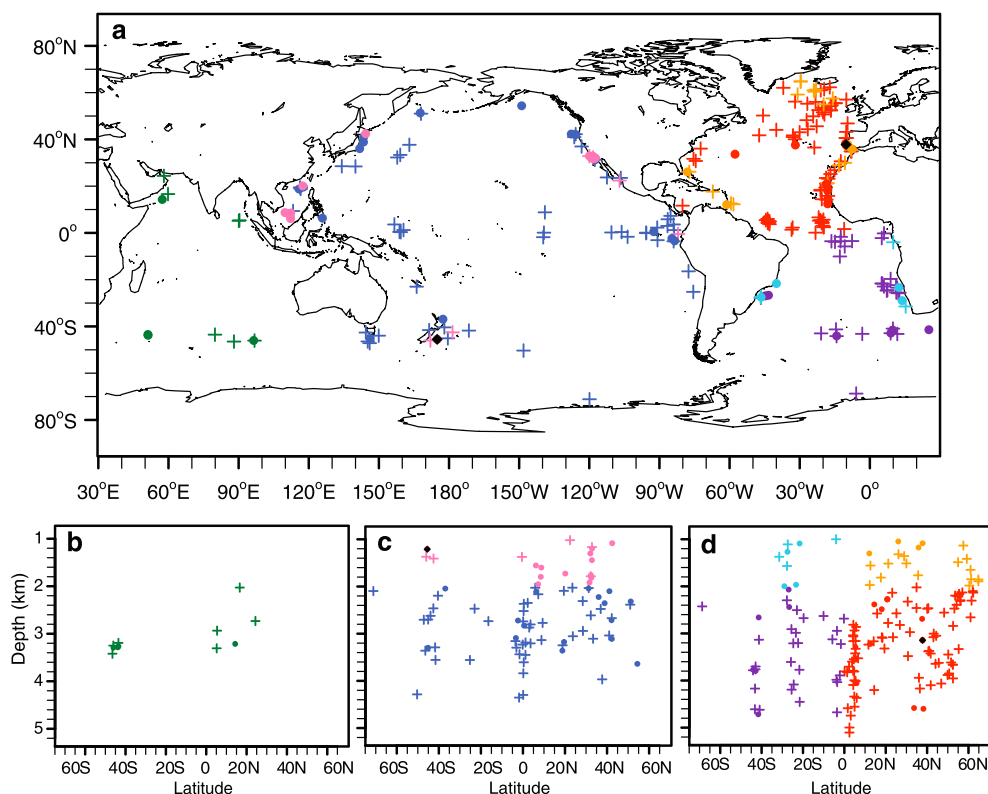 a
80°N
40°N
0°
40°S
80°S
30°E 60°E 90°E 120°E 150°E 180° 150°W 120°W 90°W 60°W 30°W 0°
b c d
Depth (km)
1
2
3
4
5
60S 40S 20S 0 20N 40N 60N
60S 40S 20S 0 20N 40N 60N
60S 40S 20S 0 20N 40N 60N
Latitude Latitude Latitude